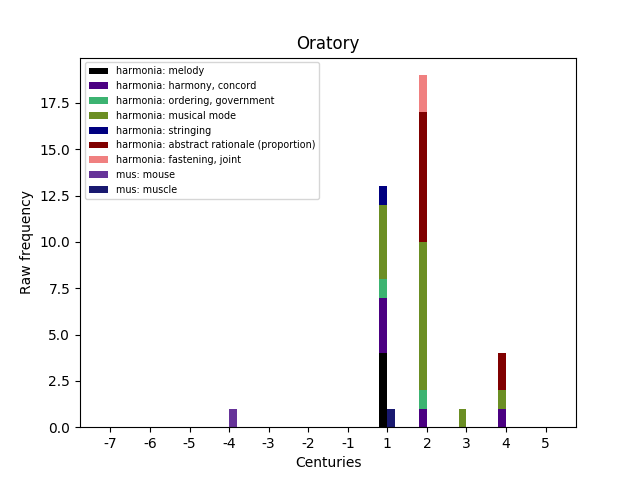 Oratory
harmonia: melody
harmonia: harmony, concord
harmonia: ordering, government
harmonia: musical mode
harmonia: stringing
harmonia: abstract rationale (proportion)
harmonia: fastening, joint
mus: mouse
mus: muscle
Raw frequency
17.5
15.0
12.5
10.0
7.5
5.0
2.5
0.0
-7 -6 -5 -4 -3 -2 -1 1 2 3 4 5
Centuries